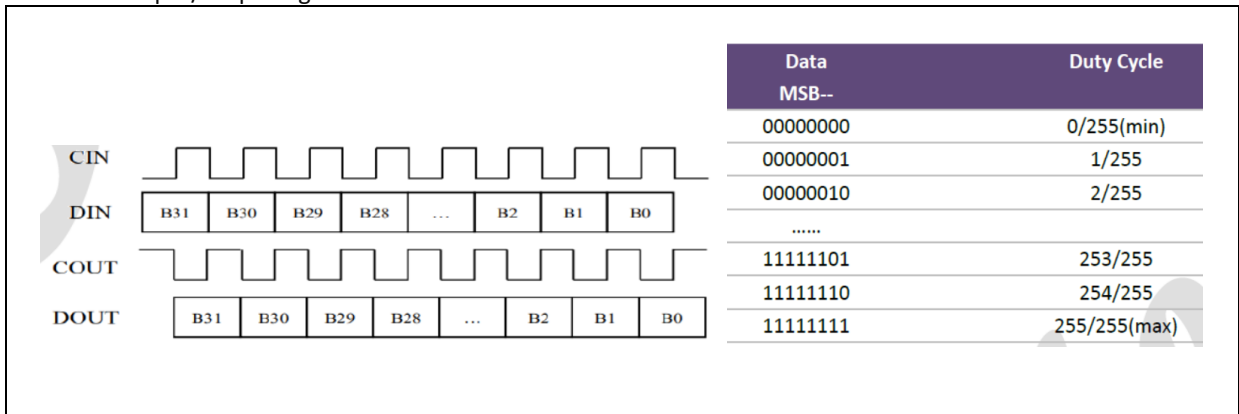 CIN
DIN B31 B30 B29 B28 ... B2 B1 B0
COUT
DOUT B31 B30 B29 B28 ... B2 B1 B0
Data Duty Cycle
MSB--
00000000 0/255(min)
00000001 1/255
00000010 2/255
......
11111101 253/255
11111110 254/255
11111111 255/255(max)